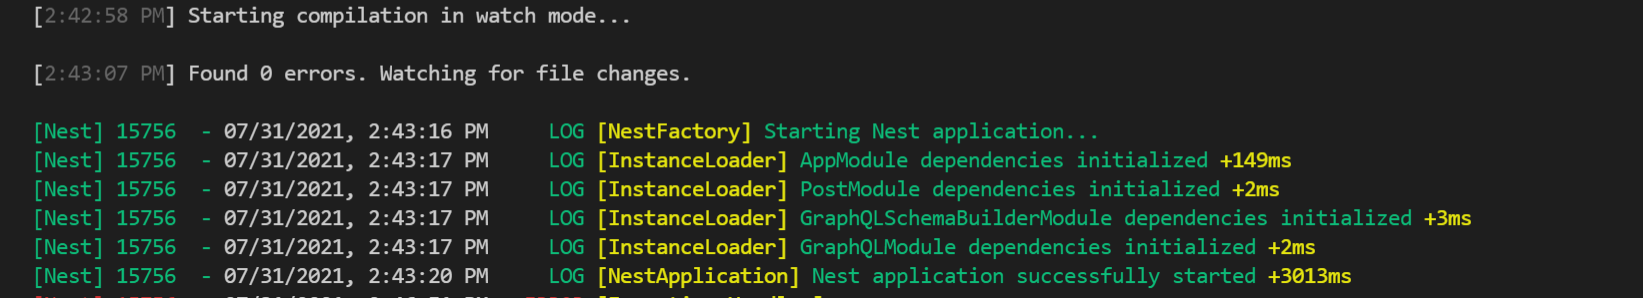 [2:42:58 PM] Starting compilation in watch mode...
[2:43:07 PM] Found 0 errors. Watching for file changes.
[Nest] 15756  - 07/31/2021, 2:43:16 PM     LOG [NestFactory] Starting Nest application...
[Nest] 15756  - 07/31/2021, 2:43:17 PM     LOG [InstanceLoader] AppModule dependencies initialized +149ms
[Nest] 15756  - 07/31/2021, 2:43:17 PM     LOG [InstanceLoader] PostModule dependencies initialized +2ms
[Nest] 15756  - 07/31/2021, 2:43:17 PM     LOG [InstanceLoader] GraphQLSchemaBuilderModule dependencies initialized +3ms
[Nest] 15756  - 07/31/2021, 2:43:17 PM     LOG [InstanceLoader] GraphQLModule dependencies initialized +2ms
[Nest] 15756  - 07/31/2021, 2:43:20 PM     LOG [NestApplication] Nest application successfully started +3013ms